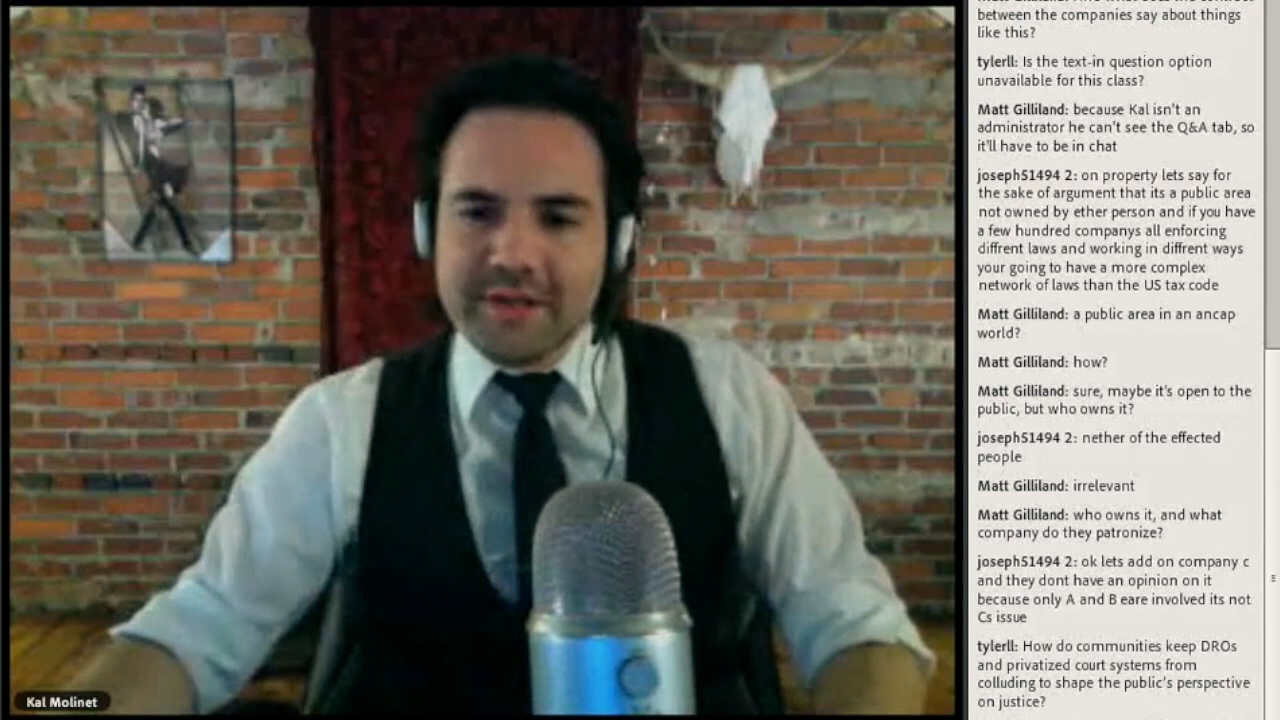 between the companies say about things
like this?
tylerll: Is the text-in question option
unavailable for this class?
Matt Gilliland: because Kal isn't an
administrator he can't see the Q&A tab, so
it'll have to be in chat
joseph51494 2: on property lets say for
the sake of argument that its a public area
not owned by ether person and if you have
a few hundred companys all enforcing
diffrent laws and working in diffrent ways
your going to have a more complex
network of laws than the US tax code
Matt Gilliland: a public area in an ancap
world?
Matt Gilliland: how?
Matt Gilliland: sure, maybe it's open to the
public, but who owns it?
joseph51494 2: nether of the effected
people
Matt Gilliland: irrelevant
Matt Gilliland: who owns it, and what
company do they patronize?
joseph51494 2: ok lets add on company c
and they dont have an opinion on it
because only A and B eare involved its not
Cs issue
tylerll: How do communities keep DROs
and privatized court systems from
colluding to shape the public's perspective
on justice?
Kal Molinet